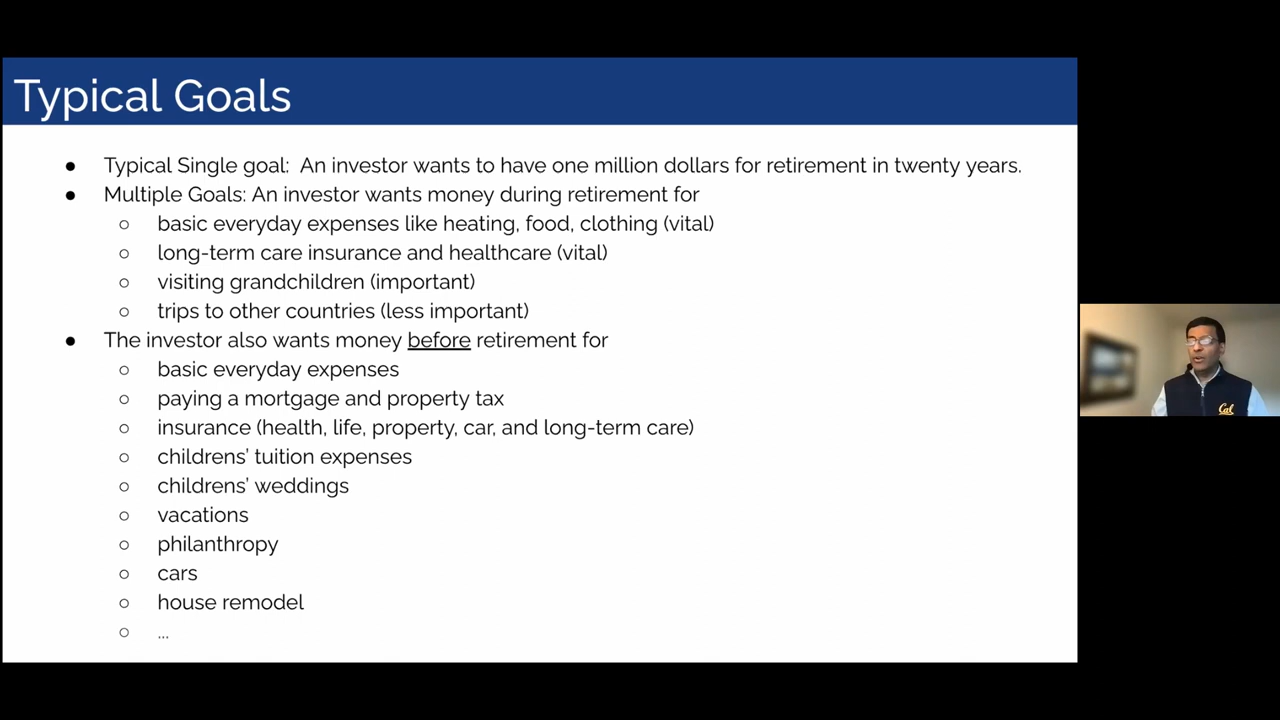 Typical Goals
● Typical Single goal:  An investor wants to have one million dollars for retirement in twenty years.
● Multiple Goals: An investor wants money during retirement for
○ basic everyday expenses like heating, food, clothing (vital)
○ long-term care insurance and healthcare (vital)
○ visiting grandchildren (important)
○ trips to other countries (less important)
● The investor also wants money before retirement for
○ basic everyday expenses
○ paying a mortgage and property tax
○ insurance (health, life, property, car, and long-term care)
○ childrens’ tuition expenses
○ childrens’ weddings
○ vacations
○ philanthropy
○ cars
○ house remodel
○ ...
Cal